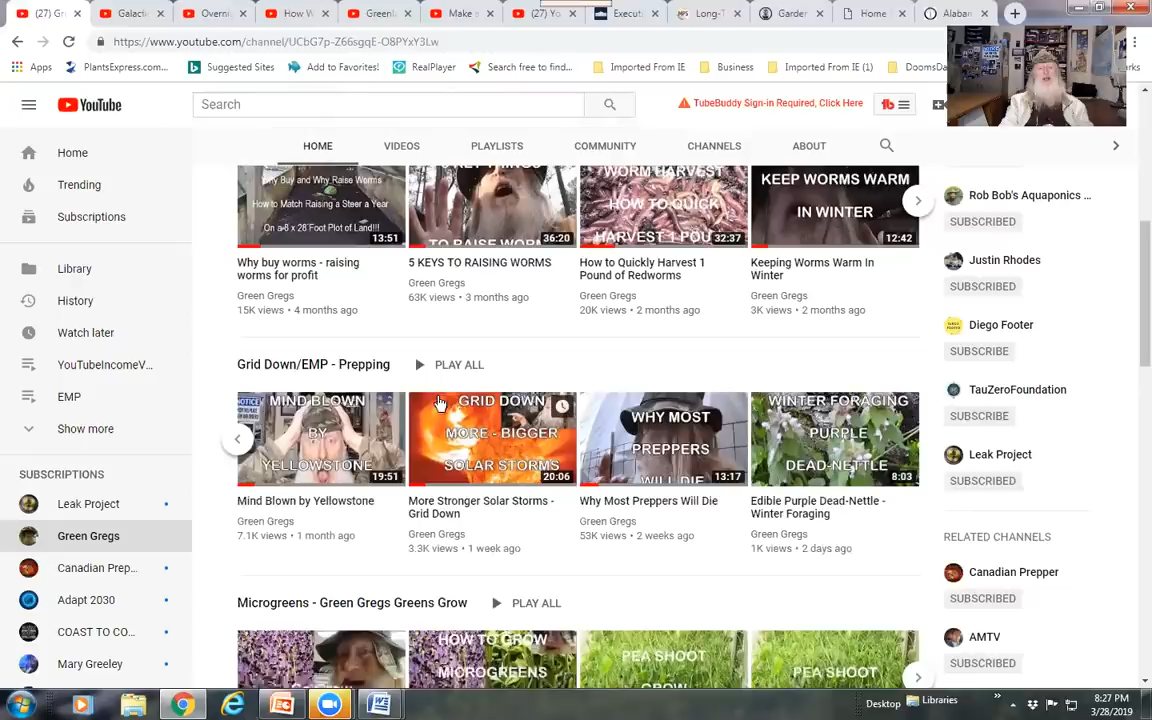 (27) G
Galacti
Overni
How W
Greenl
Make a
(27) Yo
Execut
Long-T
Garder
Home
Alabam
https://www.youtube.com/channel/UCbG7p-Z66sgqE-O8PYxY3Lw
Apps
PlantsExpress.com...
Suggested Sites
Add to Favorites!
RealPlayer
Search free to find...
Imported From IE
Business
Imported From IE (1)
DoomsDa
rks
YouTube
Search
TubeBuddy Sign-in Required, Click Here
tb
Home
Trending
Subscriptions
Library
History
Watch later
YouTubeIncomeV...
EMP
Show more
SUBSCRIPTIONS
Leak Project
Green Gregs
Canadian Prep...
Adapt 2030
COAST TO CO...
Mary Greeley
HOME
VIDEOS
PLAYLISTS
COMMUNITY
CHANNELS
ABOUT
Why Buy and Why Raise Worms
How to Match Raising a Steer a Year
On a 8 x 28 Foot Plot of Land!!!
13:51
TO RAISE WORM
36:20
WORM HARVEST
HOW TO QUICK
HARVEST 1 POU
32:37
KEEP WORMS WARM
IN WINTER
12:42
Why buy worms - raising
worms for profit
Green Gregs
15K views • 4 months ago
5 KEYS TO RAISING WORMS
Green Gregs
63K views • 3 months ago
How to Quickly Harvest 1
Pound of Redworms
Green Gregs
20K views • 2 months ago
Keeping Worms Warm In
Winter
Green Gregs
3K views • 2 months ago
Grid Down/EMP - Prepping
PLAY ALL
NOTICE
MIND BLOWN
BY
YELLOWSTONE
19:51
GRID DOWN
MORE - BIGGER
SOLAR STORMS
20:06
WHY MOST
PREPPERS
WILL DIE
13:17
WINTER FORAGING
PURPLE
DEAD-NETTLE
8:03
Mind Blown by Yellowstone
Green Gregs
7.1K views • 1 month ago
More Stronger Solar Storms -
Grid Down
Green Gregs
3.3K views • 1 week ago
Why Most Preppers Will Die
Green Gregs
53K views • 2 weeks ago
Edible Purple Dead-Nettle -
Winter Foraging
Green Gregs
1K views • 2 days ago
Microgreens - Green Gregs Greens Grow
PLAY ALL
HOW TO GROW
MICROGREENS
PEA SHOOT
GROW
PEA SHOOT
Rob Bob's Aquaponics ...
SUBSCRIBED
Justin Rhodes
SUBSCRIBED
Diego Footer
SUBSCRIBE
TauZeroFoundation
SUBSCRIBE
Leak Project
SUBSCRIBED
RELATED CHANNELS
Canadian Prepper
SUBSCRIBED
AMTV
SUBSCRIBED
Desktop
Libraries
8:27 PM
3/28/2019